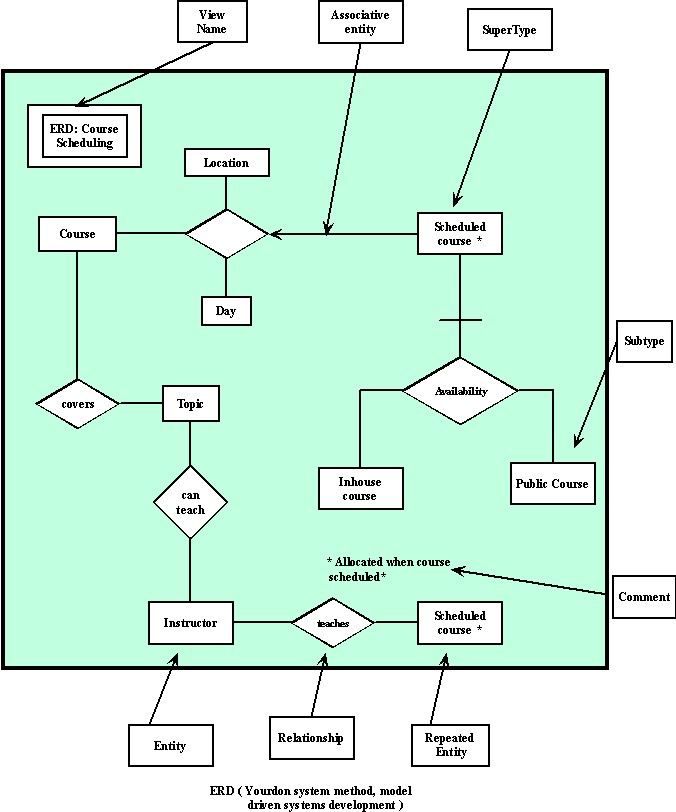 View
Name
Associative
entity
SuperType
ERD: Course
Scheduling
Location
Course
Scheduled
course *
Day
Subtype
covers
Topic
Availability
can
teach
Inhouse
course
Public Course
* Allocated when course
scheduled*
Comment
Instructor
teaches
Scheduled
course *
Entity
Relationship
Repeated
Entity
ERD ( Yourdon system method, model
driven systems development )